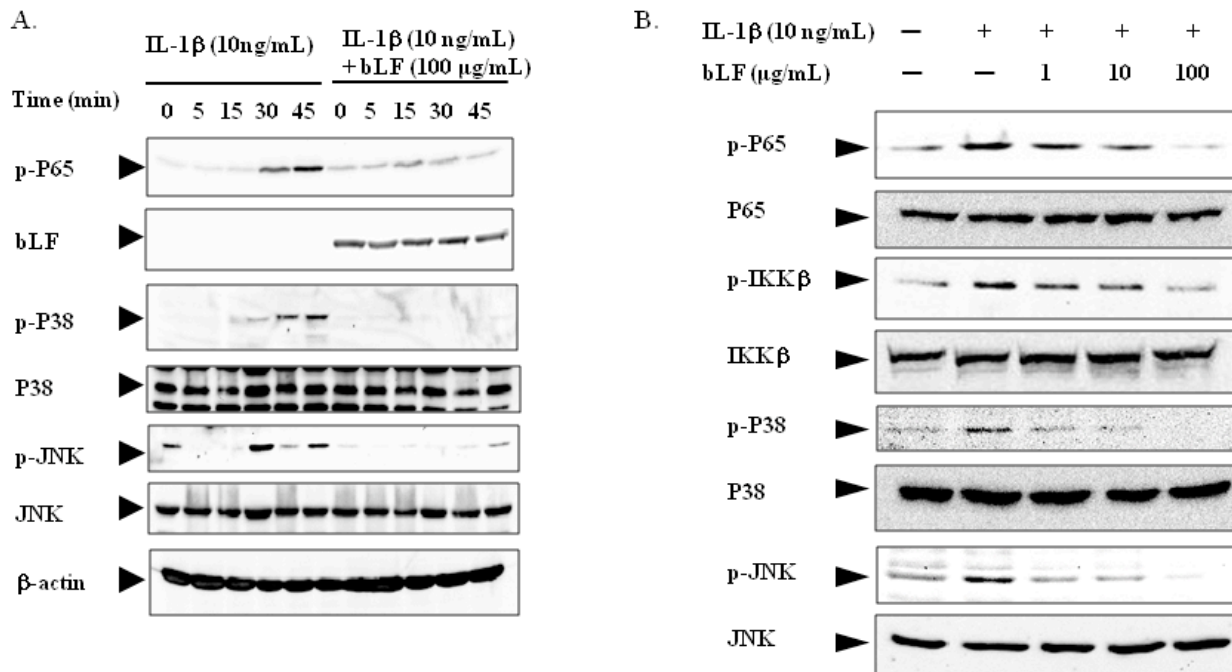 A.
IL-1β (10ng/mL)
IL-1β (10 ng/mL)
+ bLF (100 μg/mL)
Time (min)
0 5 15 30 45 0 5 15 30 45
p-P65
bLF
p-P38
P38
p-JNK
JNK
β-actin
B.
IL-1β (10 ng/mL) – + + + +
bLF (μg/mL) – – 1 10 100
p-P65
P65
p-IKKβ
IKKβ
p-P38
P38
p-JNK
JNK